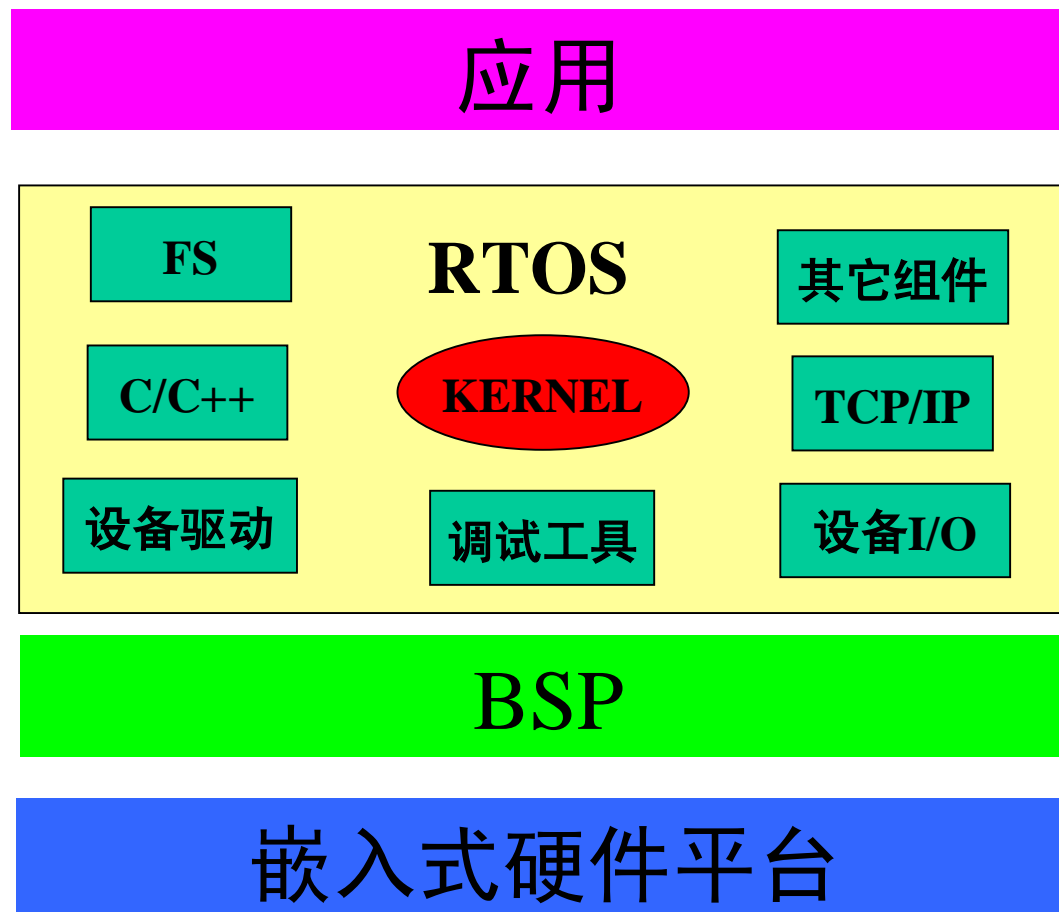 应用
FS
RTOS
其它组件
C/C++
KERNEL
TCP/IP
设备驱动
调试工具
设备I/O
BSP
嵌入式硬件平台